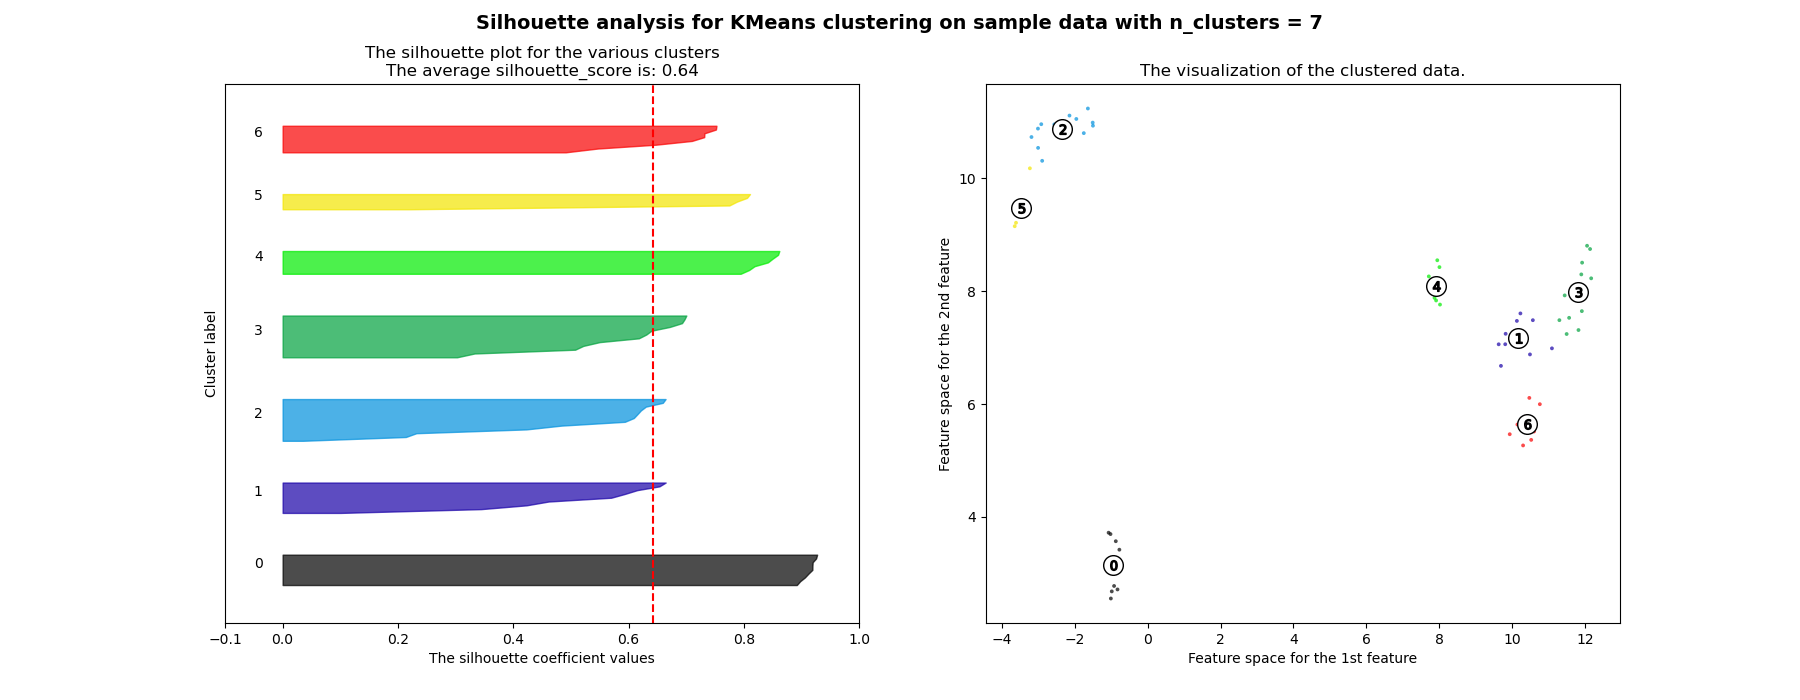 Silhouette analysis for KMeans clustering on sample data with n_clusters = 7
The silhouette plot for the various clusters
The average silhouette_score is: 0.64
6
5
4
3
2
1
0
Cluster label
−0.1 0.0 0.2 0.4 0.6 0.8 1.0
The silhouette coefficient values
The visualization of the clustered data.
2
5
4
3
1
6
0
10
8
6
4
Feature space for the 2nd feature
−4 −2 0 2 4 6 8 10 12
Feature space for the 1st feature